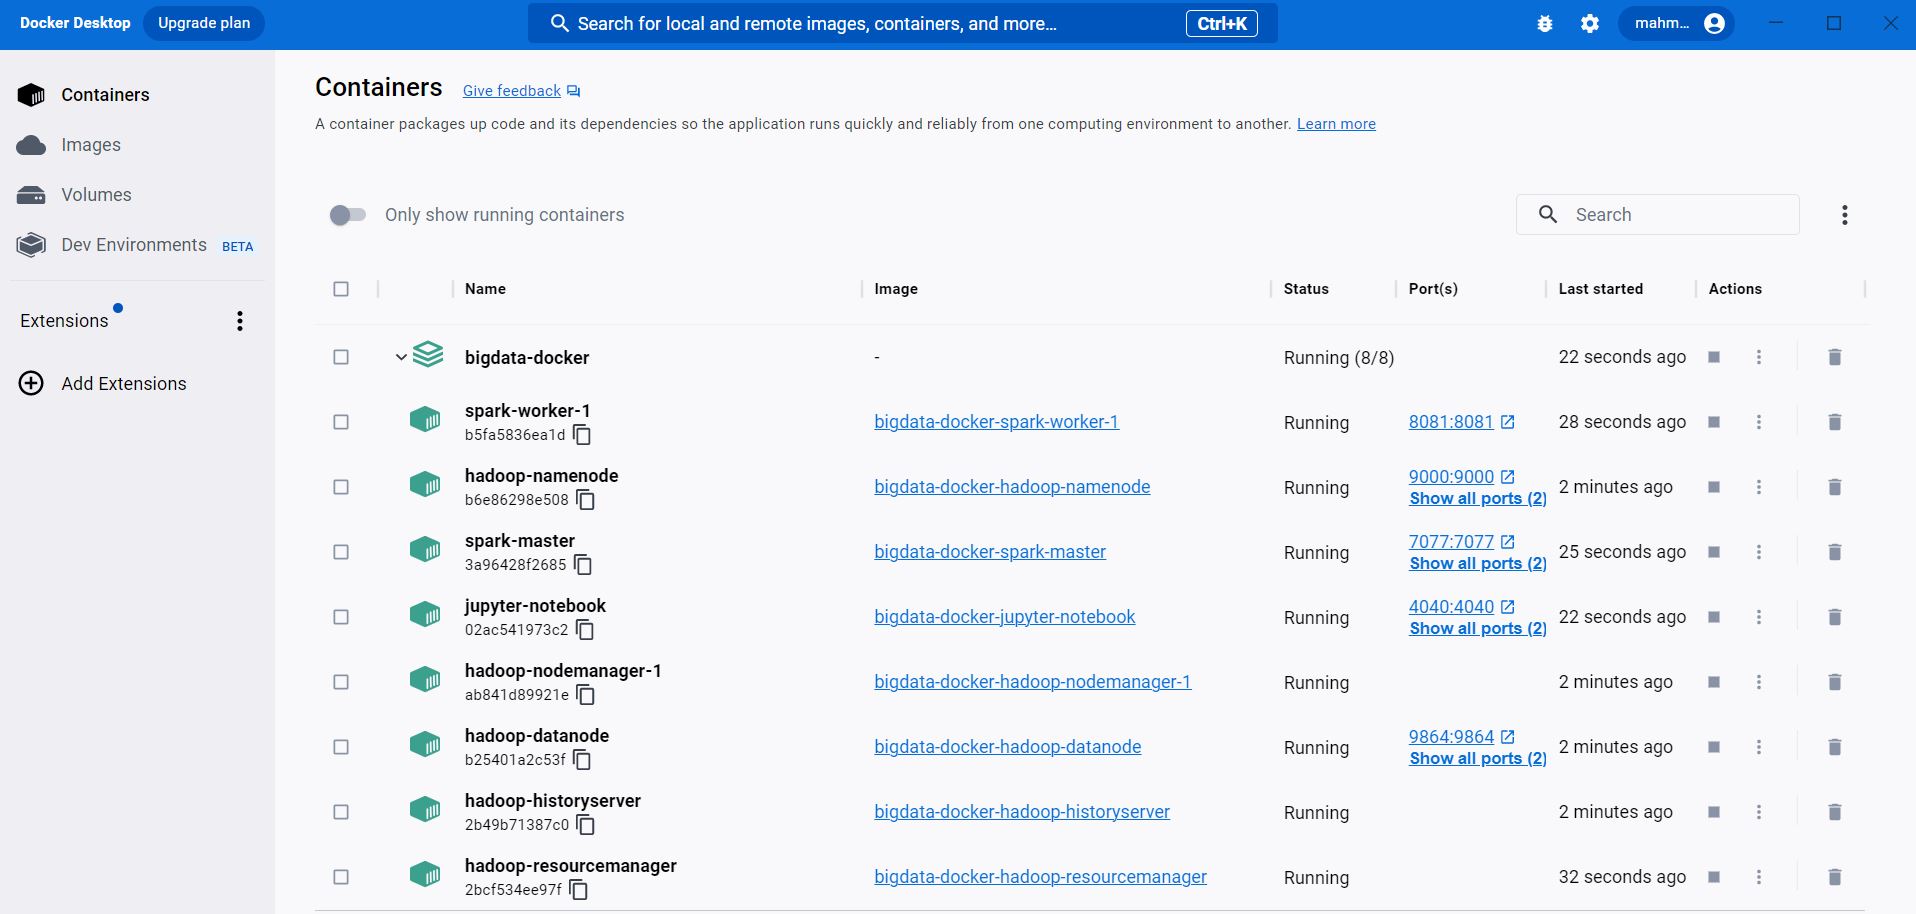 Docker Desktop Upgrade plan Search for local and remote images, containers, and more... Ctrl+K mahm...
Containers
Images
Volumes
Dev Environments BETA
Extensions
Add Extensions
Containers Give feedback
A container packages up code and its dependencies so the application runs quickly and reliably from one computing environment to another. Learn more
Only show running containers Search
Name Image Status Port(s) Last started Actions
bigdata-docker - Running (8/8) 22 seconds ago
spark-worker-1
b5fa5836ea1d bigdata-docker-spark-worker-1 Running 8081:8081 28 seconds ago
hadoop-namenode 9000:9000
b6e86298e508 bigdata-docker-hadoop-namenode Running Show all ports (2) 2 minutes ago
spark-master 7077:7077
3a96428f2685 bigdata-docker-spark-master Running Show all ports (2) 25 seconds ago
jupyter-notebook 4040:4040
02ac541973c2 bigdata-docker-jupyter-notebook Running Show all ports (2) 22 seconds ago
hadoop-nodemanager-1
ab841d89921e bigdata-docker-hadoop-nodemanager-1 Running 2 minutes ago
hadoop-datanode 9864:9864
b25401a2c53f bigdata-docker-hadoop-datanode Running Show all ports (2) 2 minutes ago
hadoop-historyserver
2b49b71387c0 bigdata-docker-hadoop-historyserver Running 2 minutes ago
hadoop-resourcemanager
2bcf534ee97f bigdata-docker-hadoop-resourcemanager Running 32 seconds ago